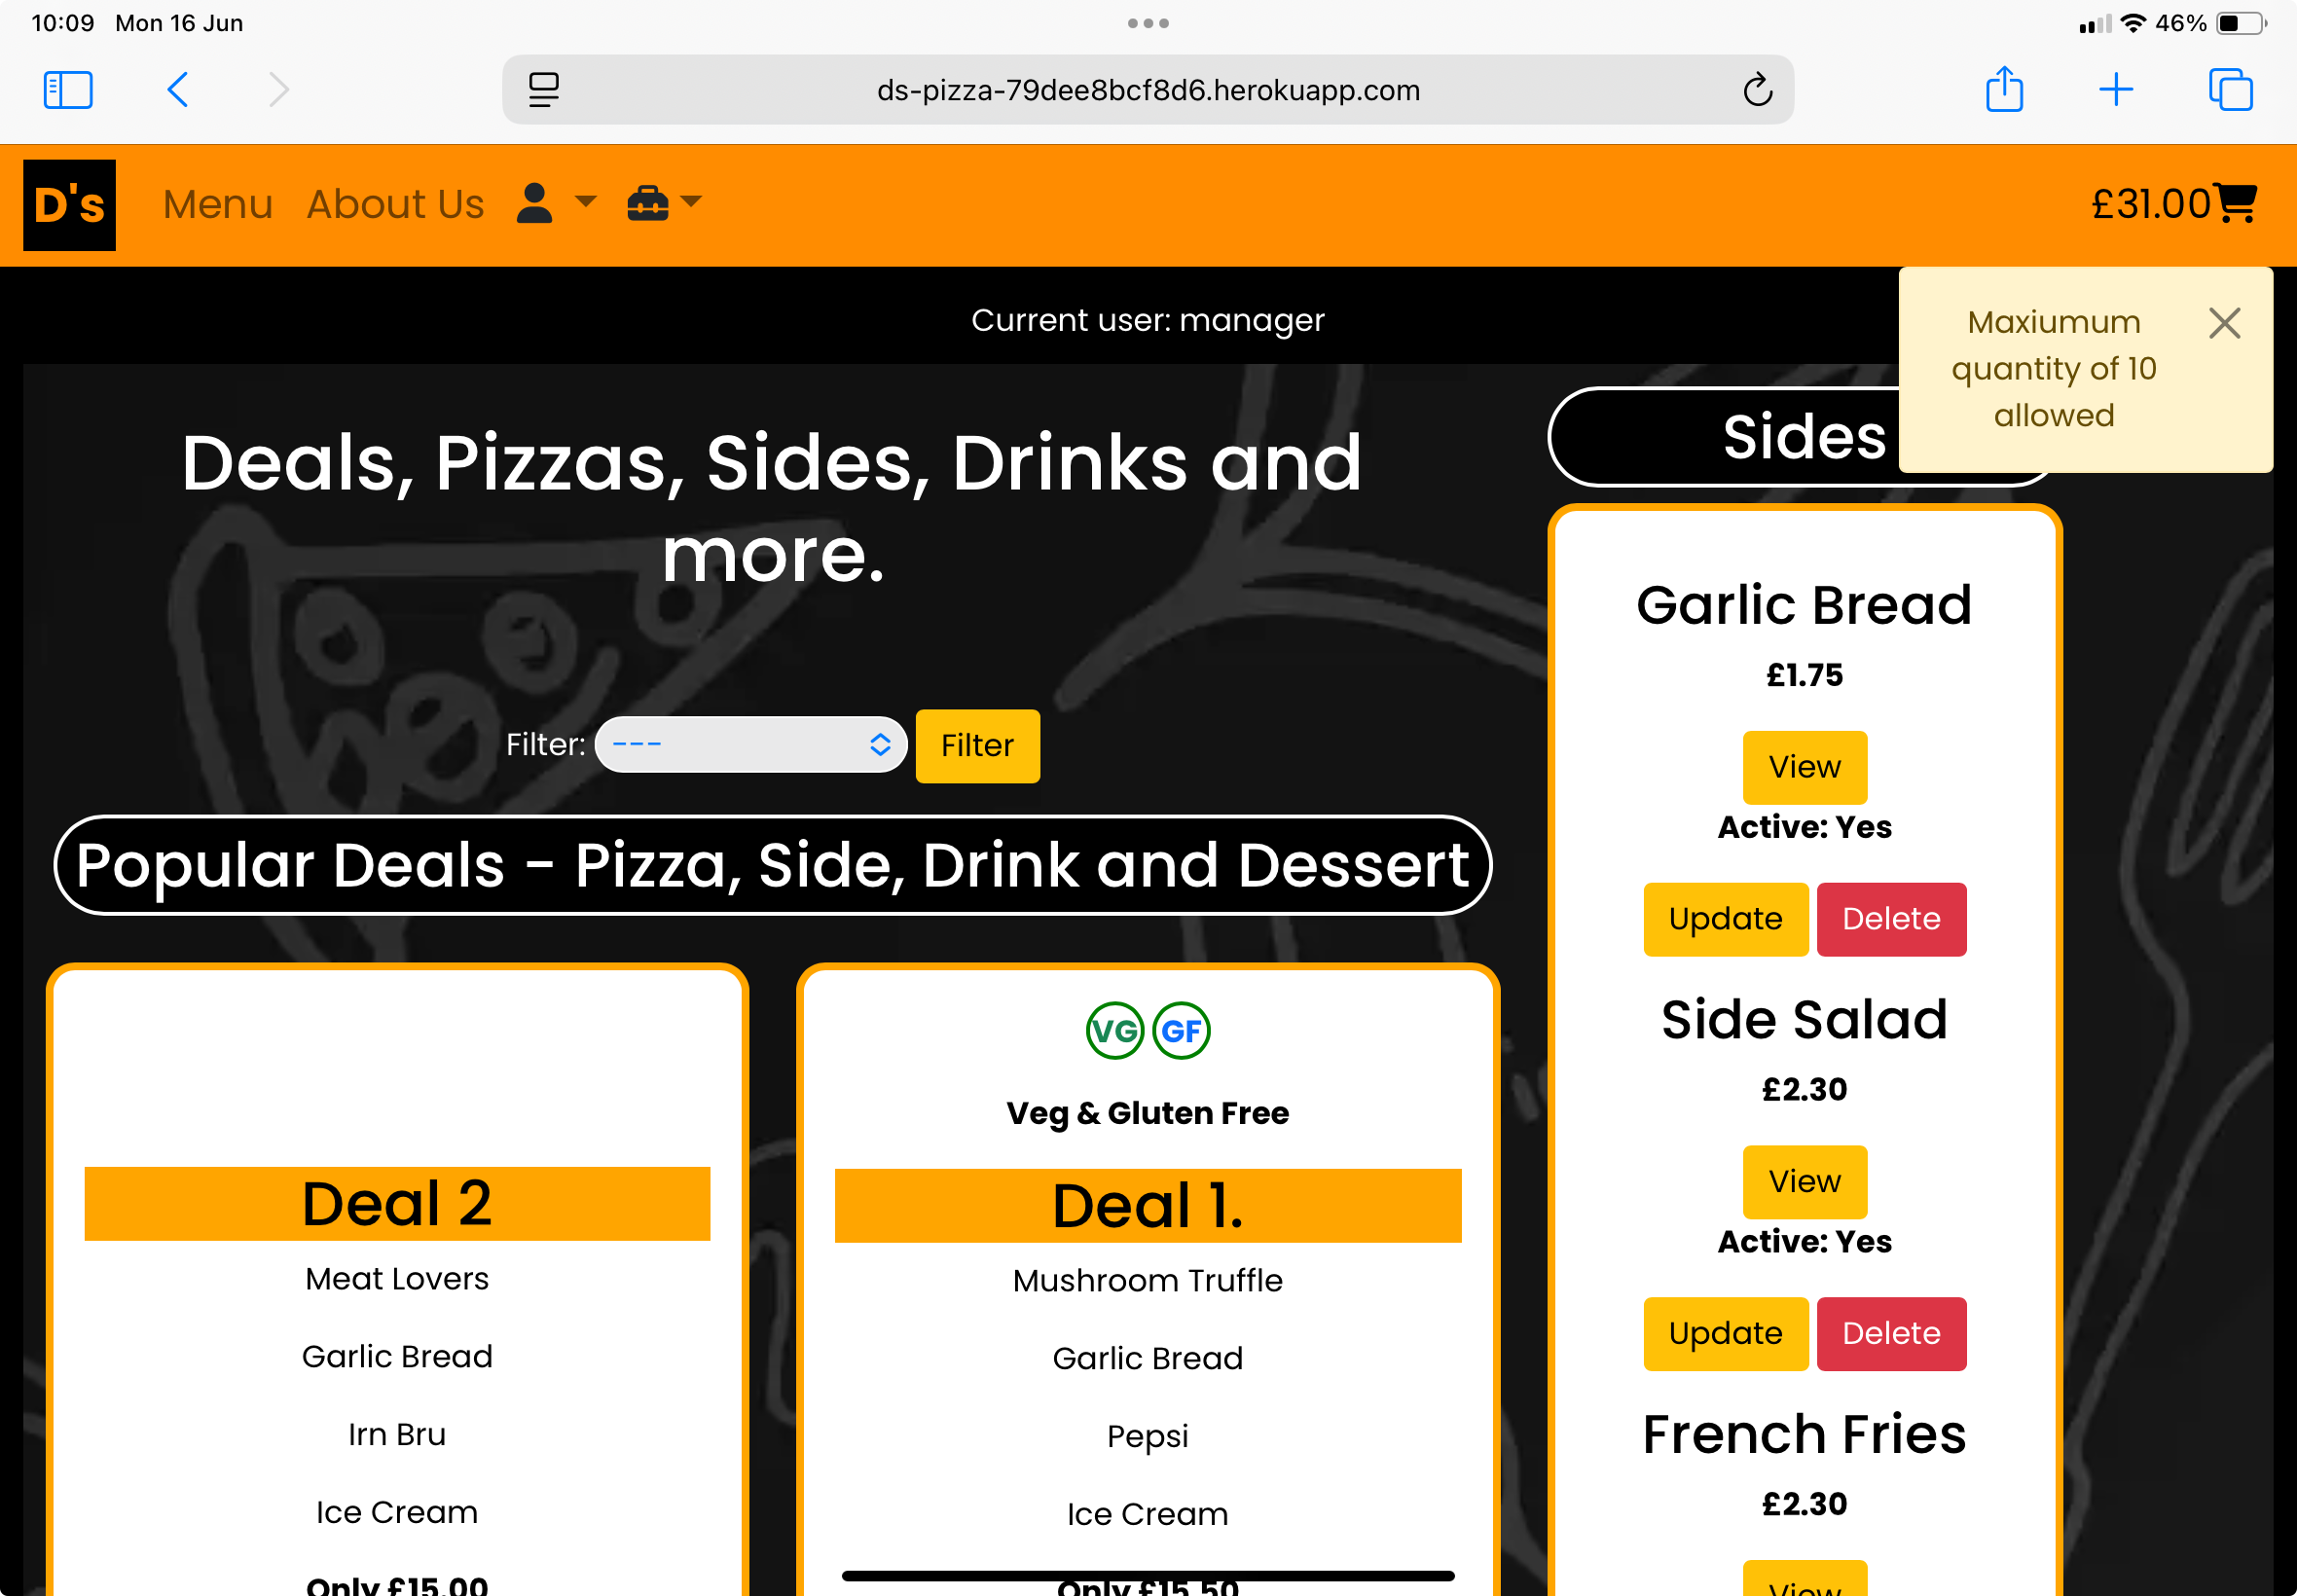 10:09 Mon 16 Jun
46%
ds-pizza-79dee8bcf8d6.herokuapp.com
D's Menu About Us £31.00
Current user: manager
Maxiumum
quantity of 10
allowed
Deals, Pizzas, Sides, Drinks and
more.
Filter: --- Filter
Popular Deals - Pizza, Side, Drink and Dessert
Deal 2
Meat Lovers
Garlic Bread
Irn Bru
Ice Cream
Only £15.00
VG GF
Veg & Gluten Free
Deal 1.
Mushroom Truffle
Garlic Bread
Pepsi
Ice Cream
Only £15.50
Sides
Garlic Bread
£1.75
View
Active: Yes
Update Delete
Side Salad
£2.30
View
Active: Yes
Update Delete
French Fries
£2.30
View